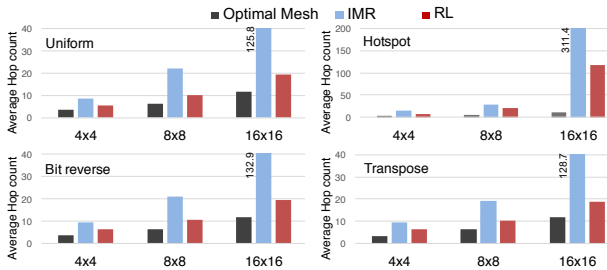 Optimal Mesh IMR RL
Average Hop count
40
30
20
10
0
Uniform
125.8
4x4 8x8 16x16
Average Hop count
200
150
100
50
0
Hotspot
311.4
4x4 8x8 16x16
Average Hop count
40
30
20
10
0
Bit reverse
132.9
4x4 8x8 16x16
Average Hop count
40
30
20
10
0
Transpose
128.7
4x4 8x8 16x16